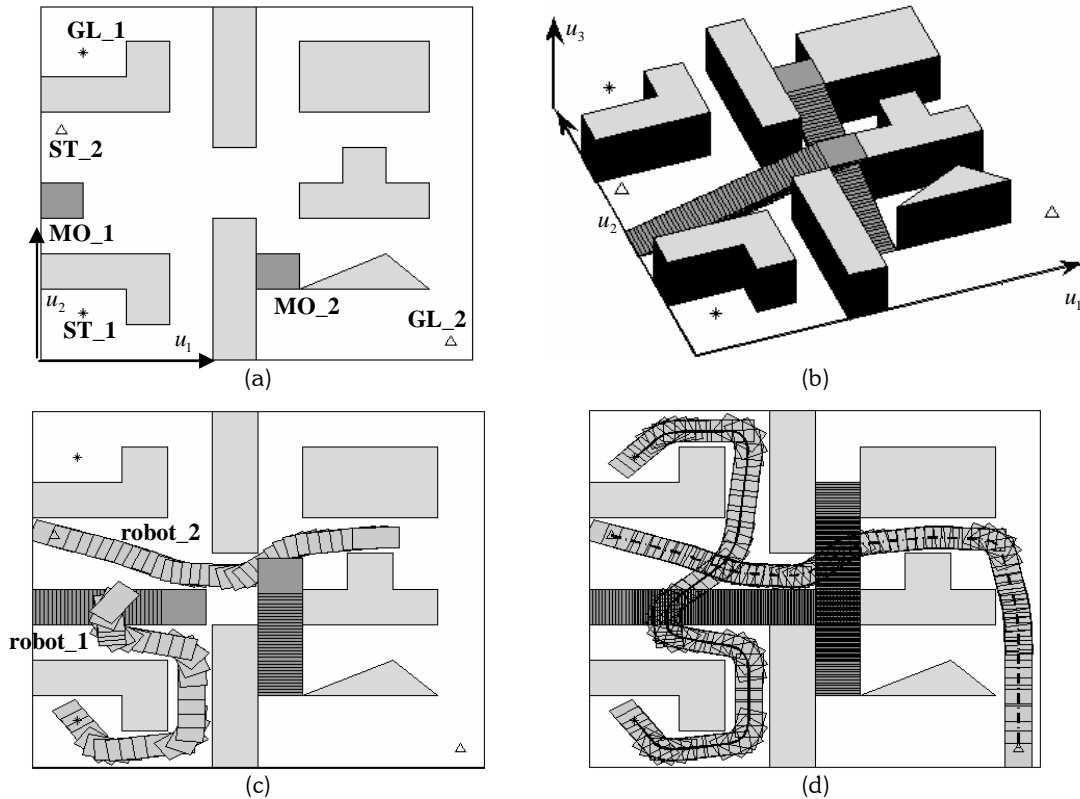 GL_1
ST_2
MO_1
u2
ST_1
u1
MO_2
GL_2
(a)
u3
u2
u1
(b)
robot_2
robot_1
(c)
(d)